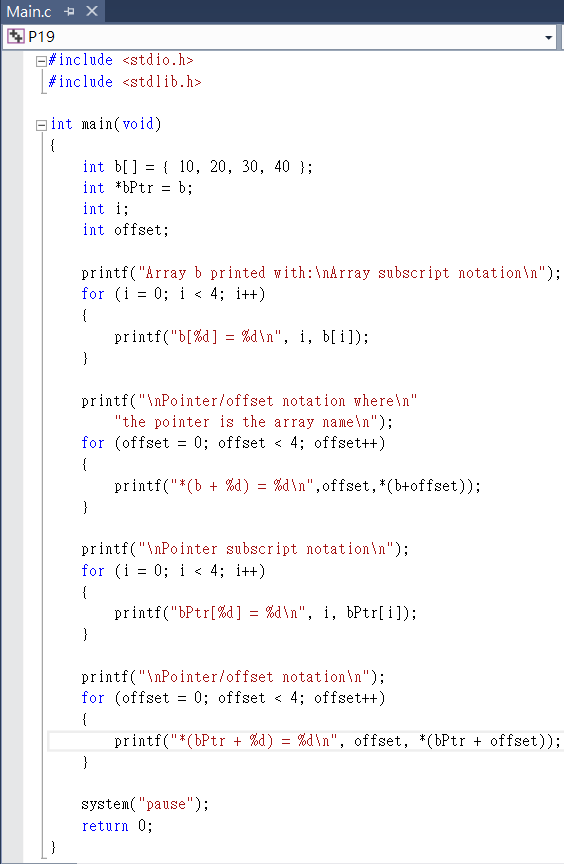 Main.c
P19
#include <stdio.h>
#include <stdlib.h>
int main(void)
{
int b[] = { 10, 20, 30, 40 };
int *bPtr = b;
int i;
int offset;
printf("Array b printed with:\nArray subscript notation\n");
for (i = 0; i < 4; i++)
{
printf("b[%d] = %d\n", i, b[i]);
}
printf("\nPointer/offset notation where\n"
"the pointer is the array name\n");
for (offset = 0; offset < 4; offset++)
{
printf("*(b + %d) = %d\n",offset,*(b+offset));
}
printf("\nPointer subscript notation\n");
for (i = 0; i < 4; i++)
{
printf("bPtr[%d] = %d\n", i, bPtr[i]);
}
printf("\nPointer/offset notation\n");
for (offset = 0; offset < 4; offset++)
{
printf("*(bPtr + %d) = %d\n", offset, *(bPtr + offset));
}
system("pause");
return 0;
}